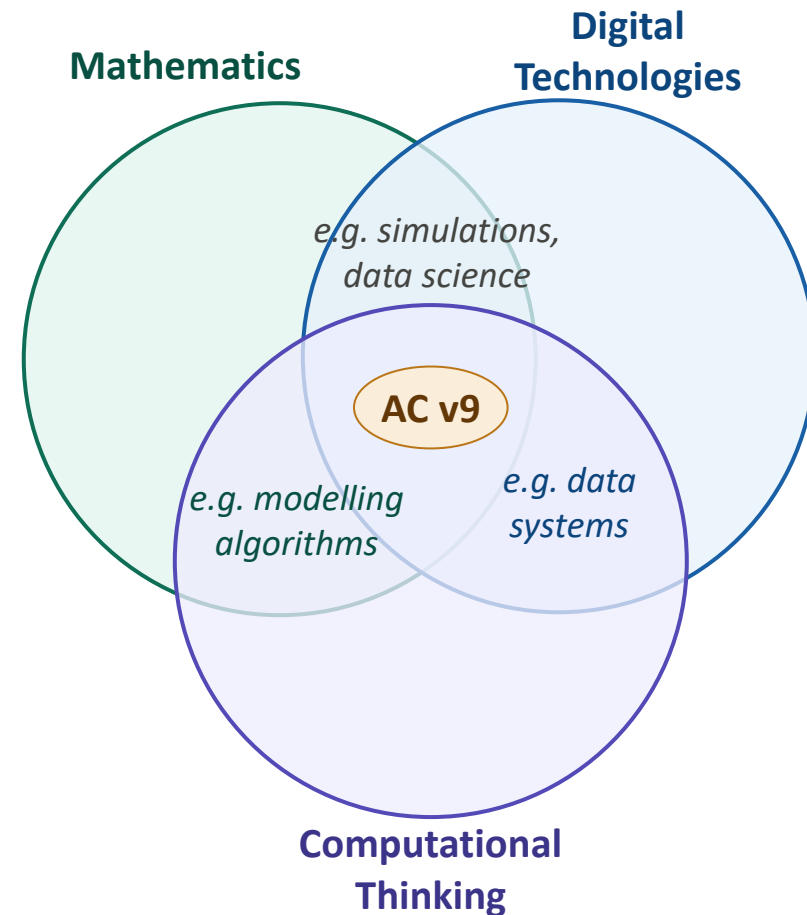 Digital
Technologies
Mathematics
e.g. simulations,
data science
AC v9
e.g. modelling
algorithms
e.g. data
systems
Computational
Thinking